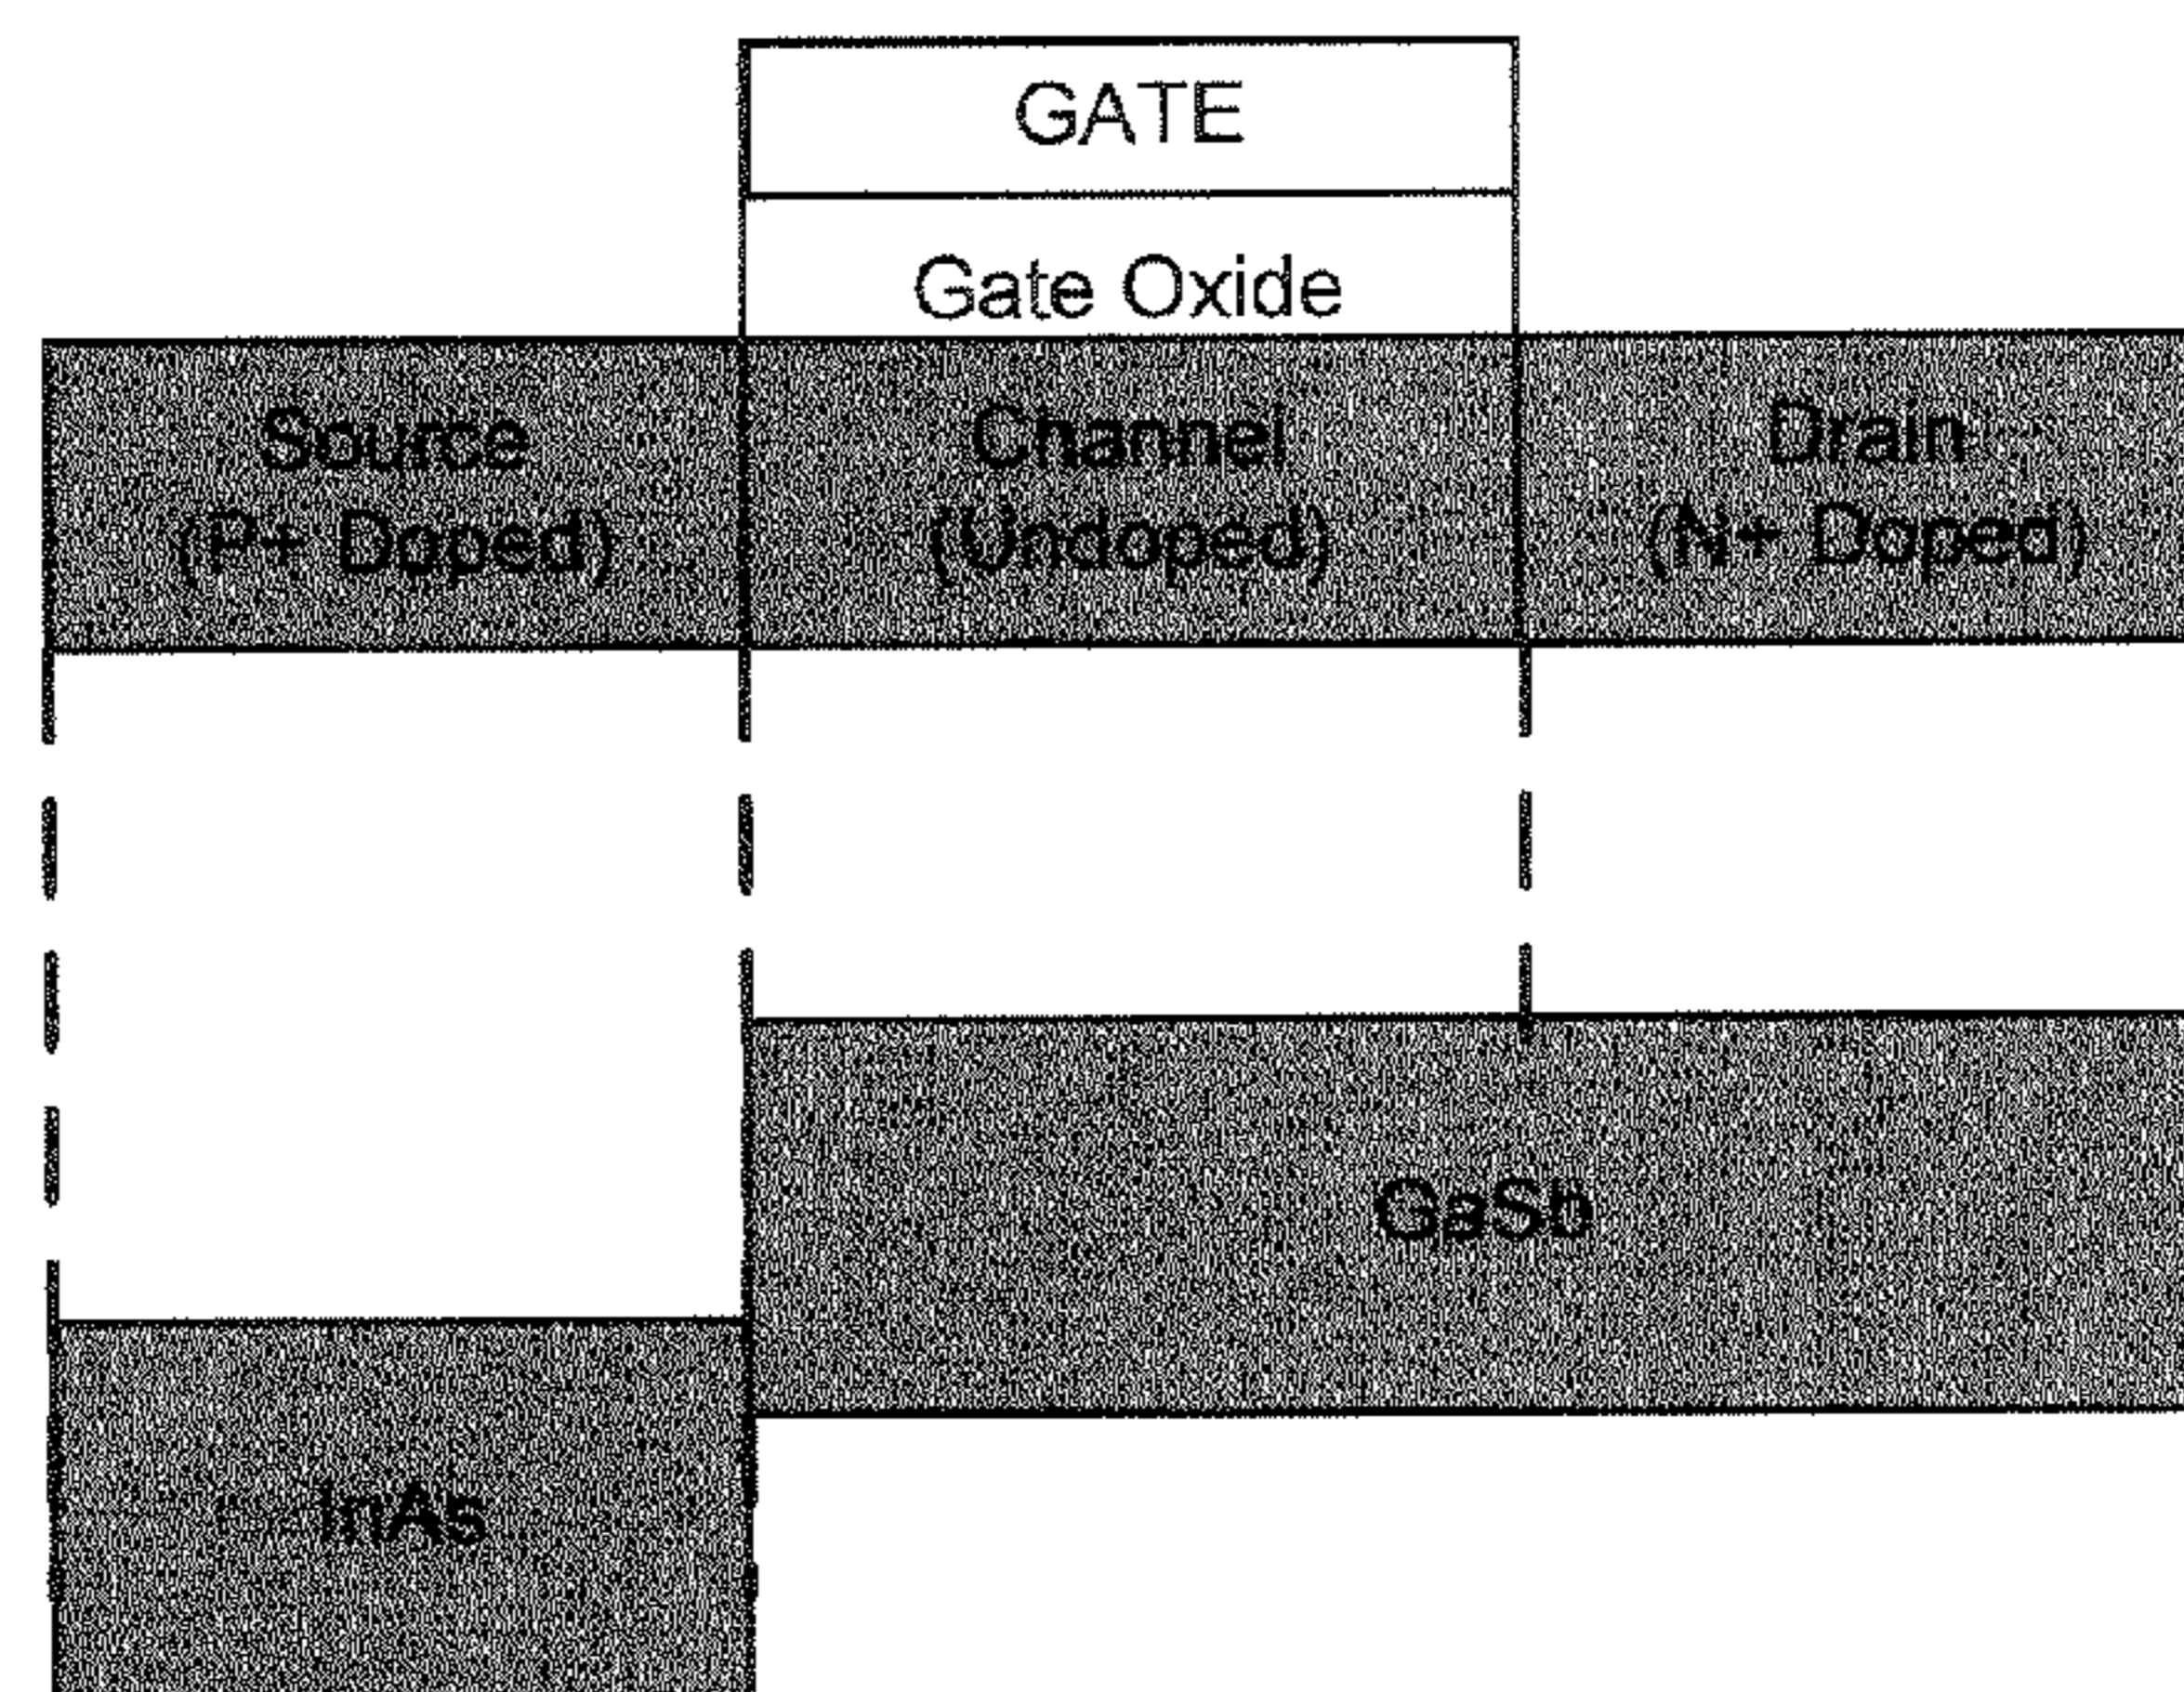 GATE
Gate Oxide
Source
(P+ Doped)
Channel
(Undoped)
Drain
(N+ Doped)
GaSb
InAs